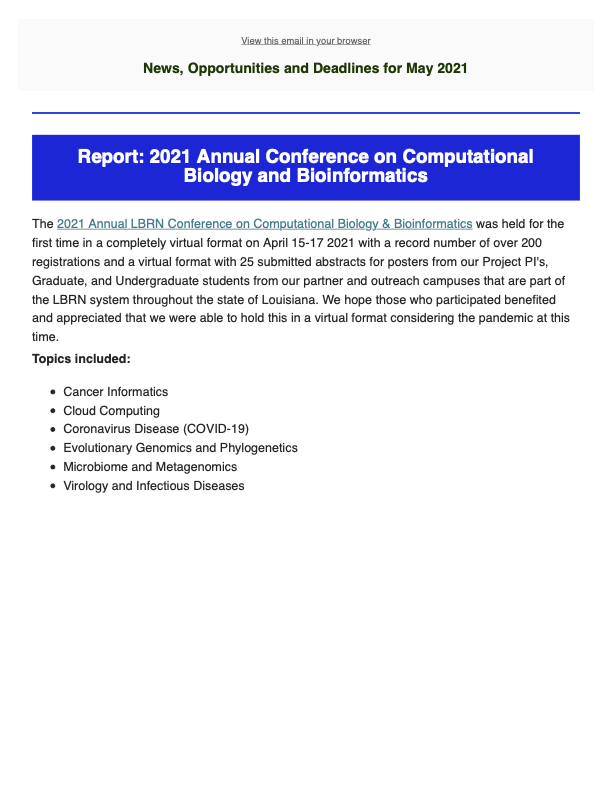 View this email in your browser
News, Opportunities and Deadlines for May 2021
Report: 2021 Annual Conference on Computational
Biology and Bioinformatics
The 2021 Annual LBRN Conference on Computational Biology & Bioinformatics was held for the
first time in a completely virtual format on April 15-17 2021 with a record number of over 200
registrations and a virtual format with 25 submitted abstracts for posters from our Project PI's,
Graduate, and Undergraduate students from our partner and outreach campuses that are part of
the LBRN system throughout the state of Louisiana. We hope those who participated benefited
and appreciated that we were able to hold this in a virtual format considering the pandemic at this
time.
Topics included:
• Cancer Informatics
• Cloud Computing
• Coronavirus Disease (COVID-19)
• Evolutionary Genomics and Phylogenetics
• Microbiome and Metagenomics
• Virology and Infectious Diseases